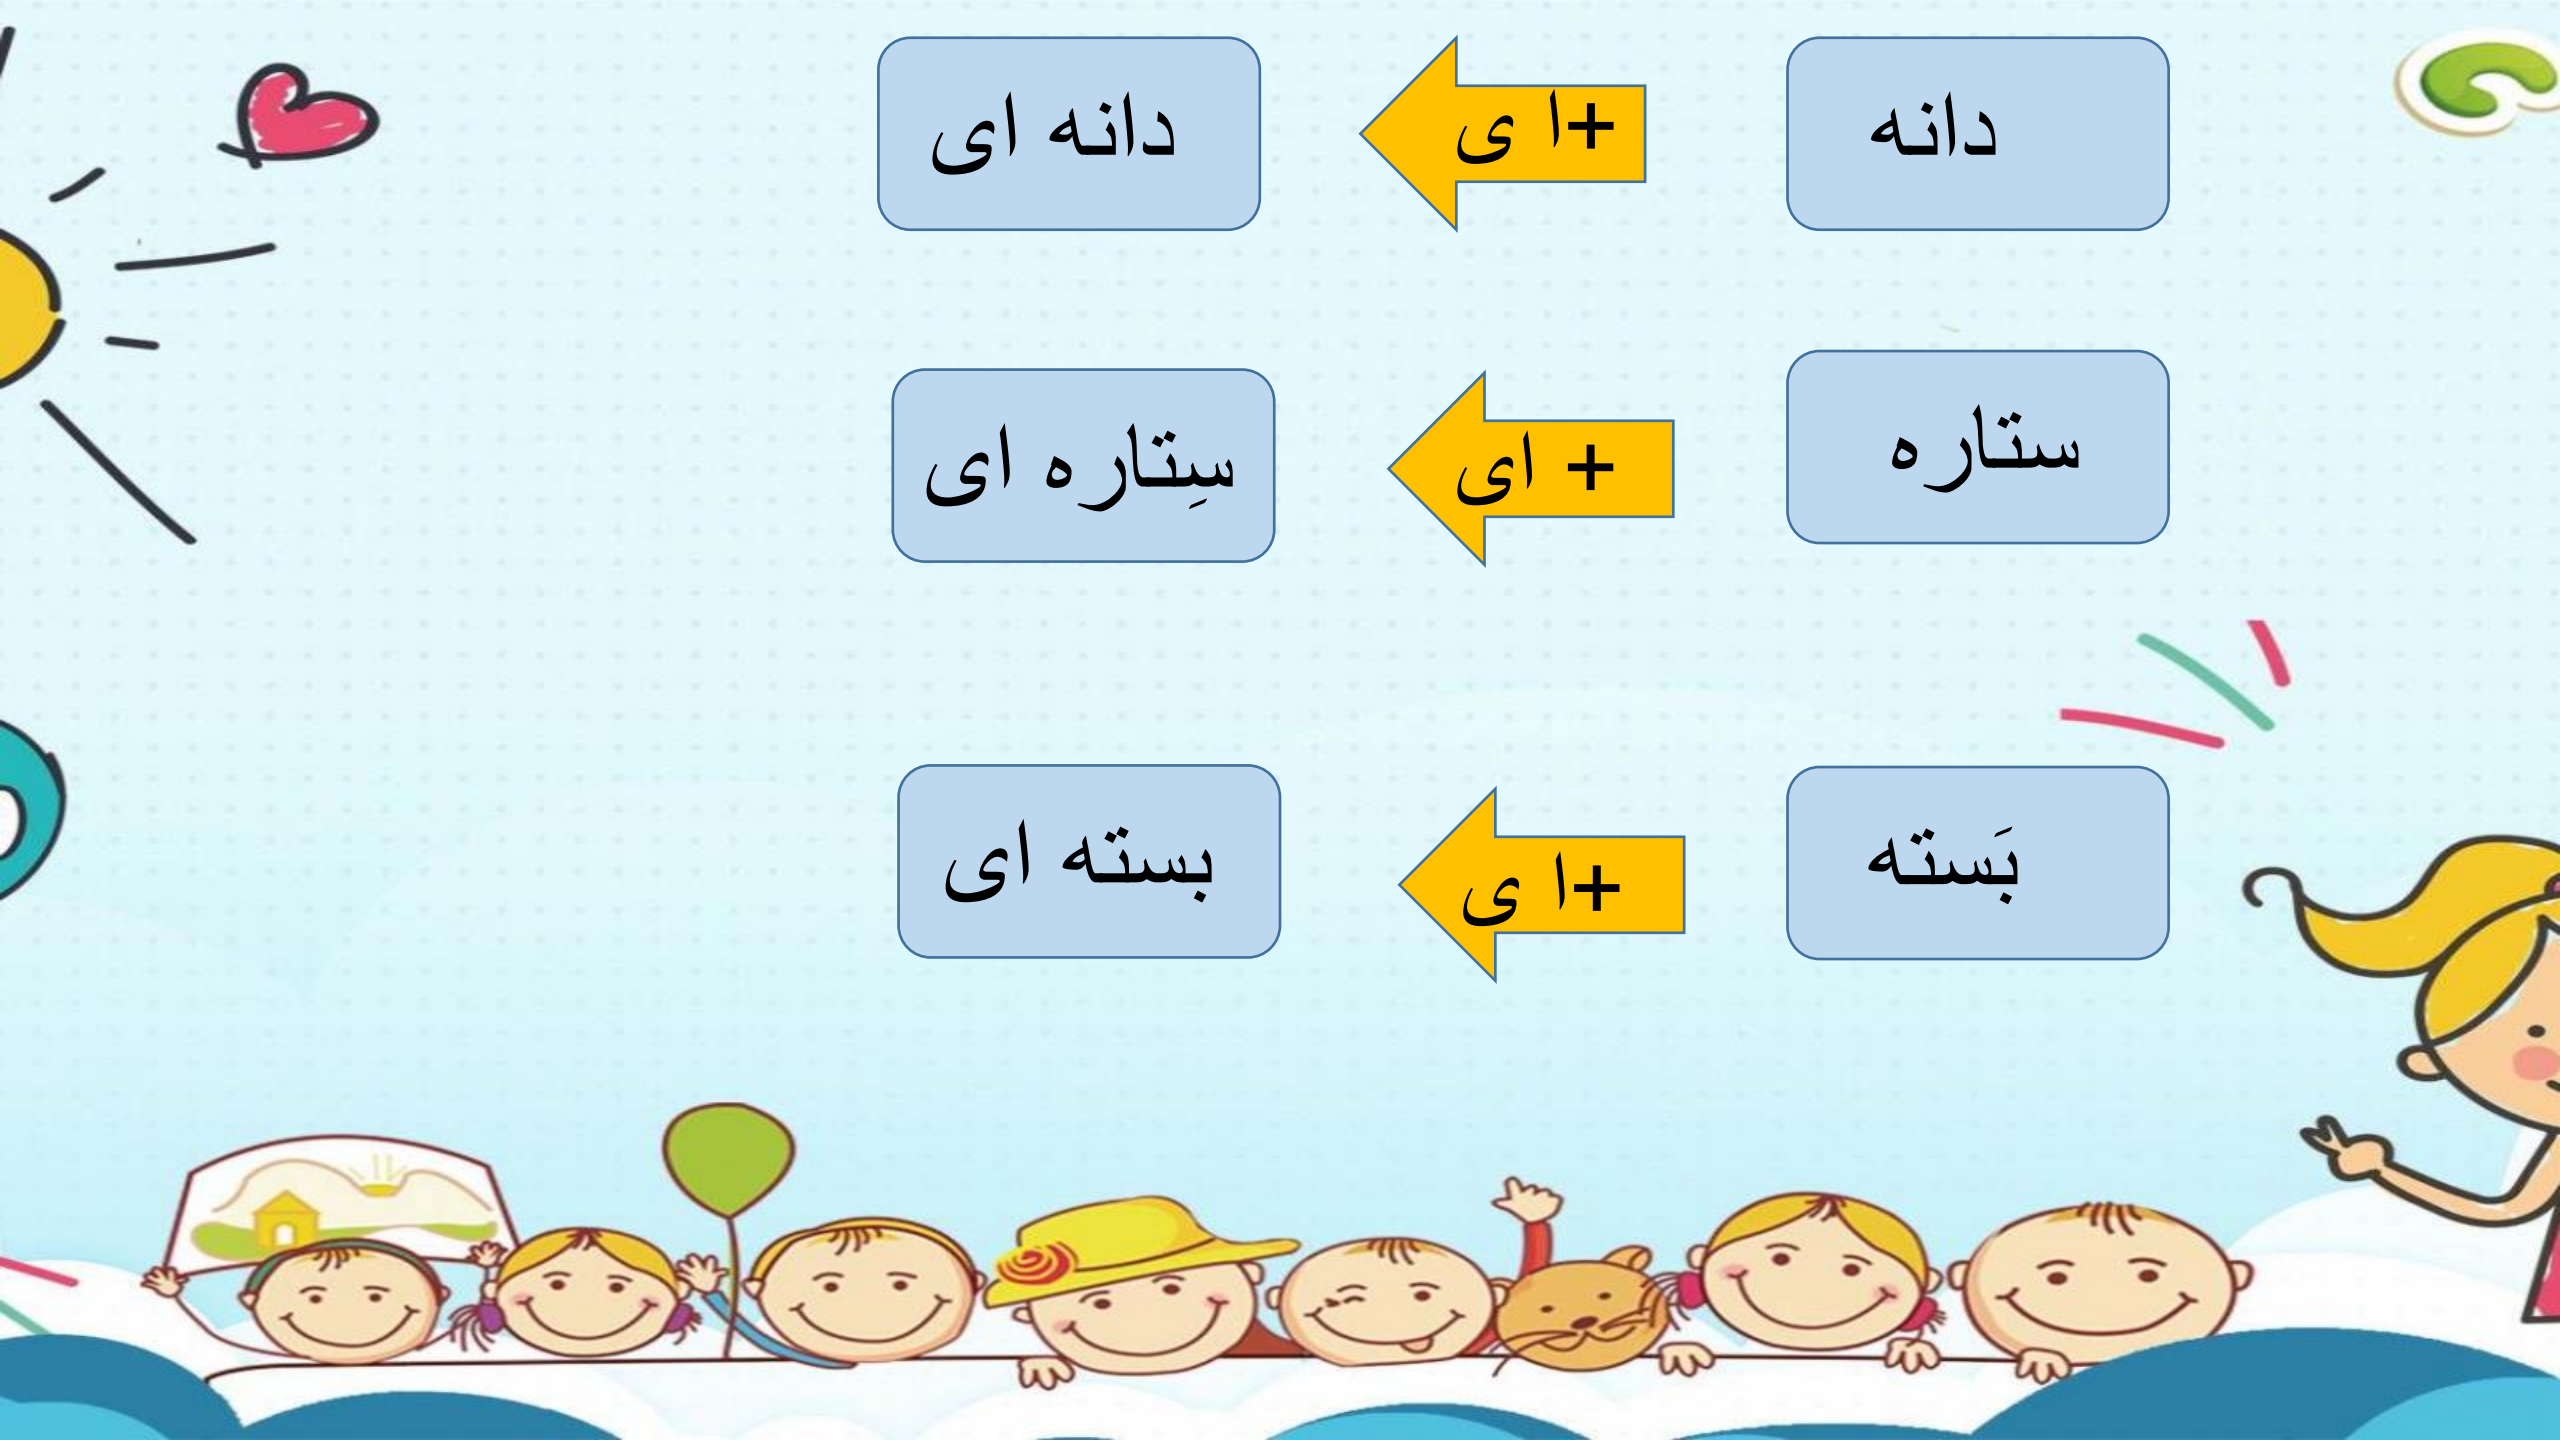 دانه +ا ی دانه ای
ستاره + ای سِتاره ای
بَسته +ا ی بسته ای